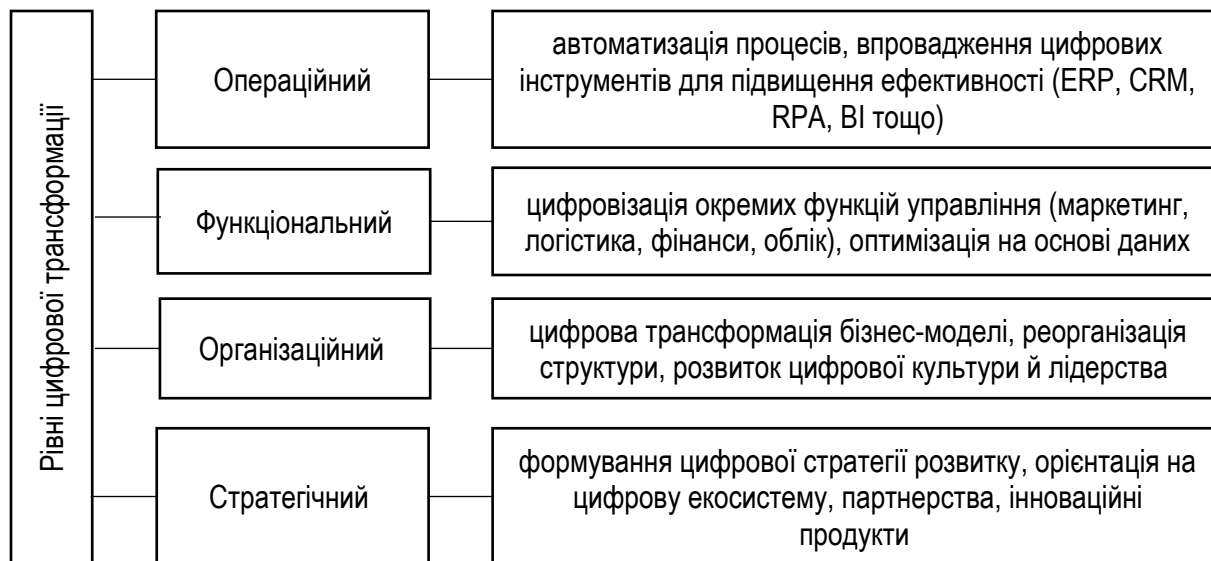 Рівні цифрової трансформації
Операційний
автоматизація процесів, впровадження цифрових
інструментів для підвищення ефективності (ERP, CRM,
RPA, BI тощо)
Функціональний
цифровізація окремих функцій управління (маркетинг,
логістика, фінанси, облік), оптимізація на основі даних
Організаційний
цифрова трансформація бізнес-моделі, реорганізація
структури, розвиток цифрової культури й лідерства
Стратегічний
формування цифрової стратегії розвитку, орієнтація на
цифрову екосистему, партнерства, інноваційні
продукти